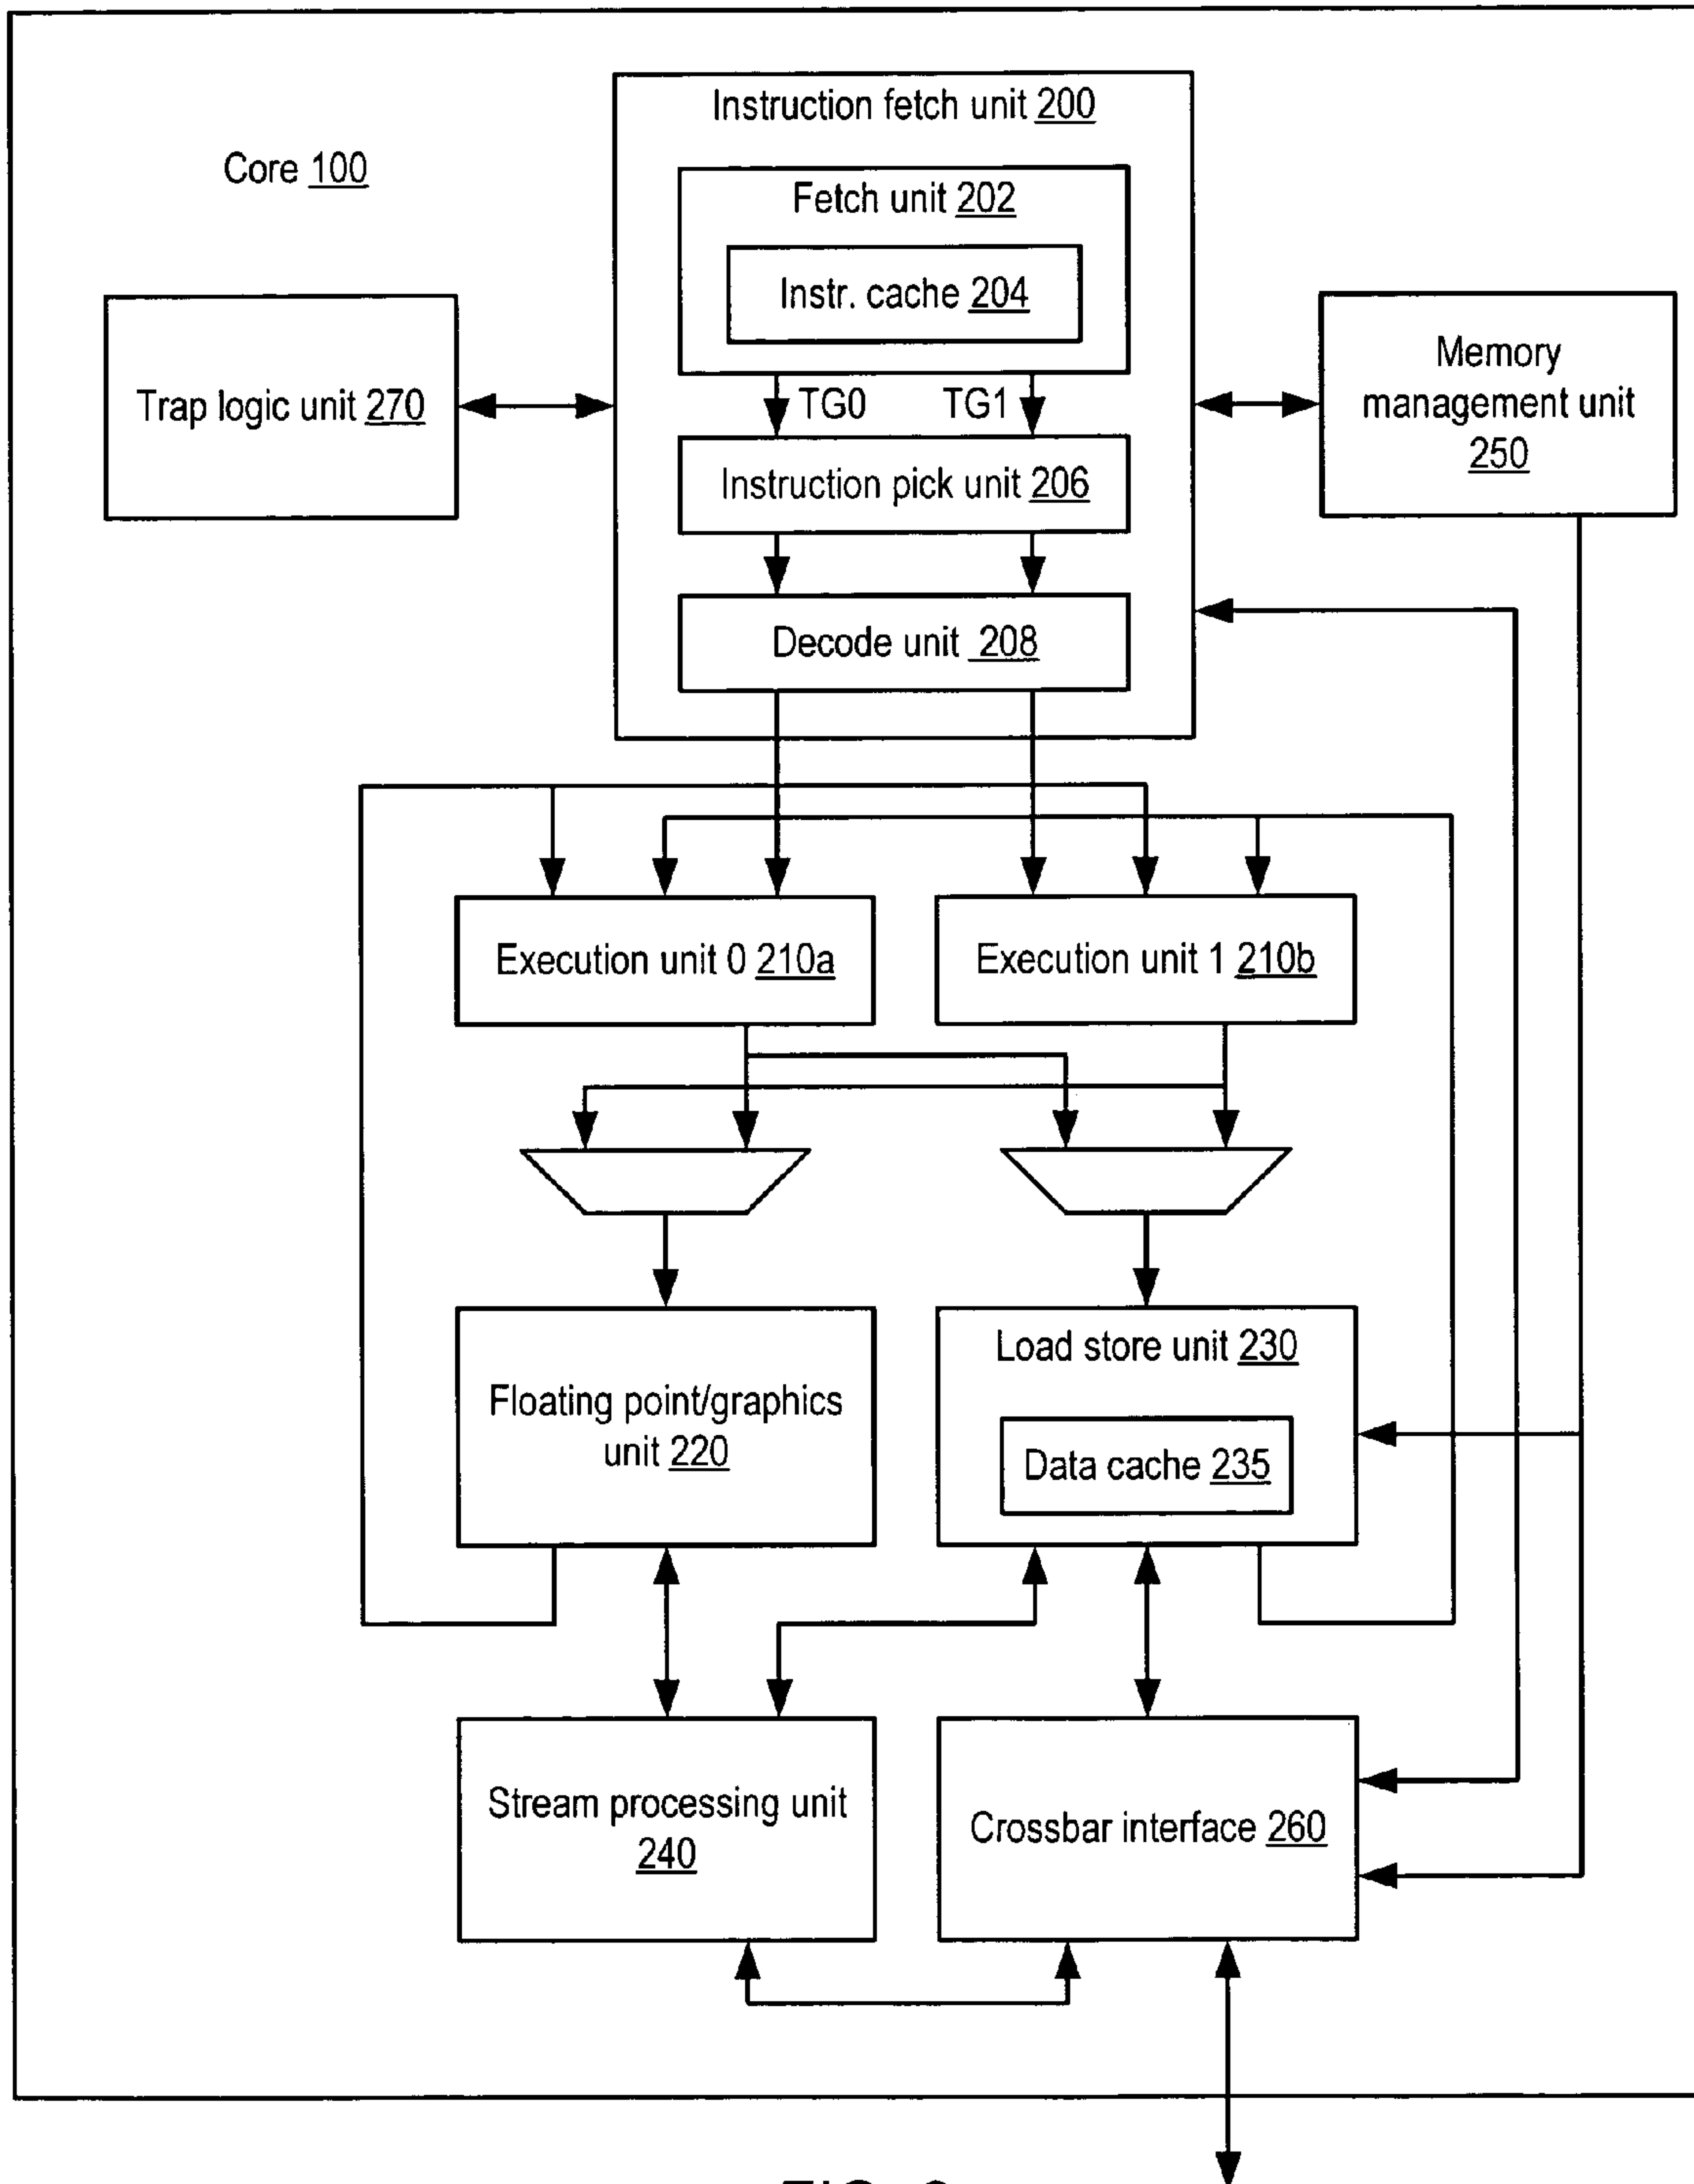 Core 100
Instruction fetch unit 200
Fetch unit 202
Instr. cache 204
TG0
TG1
Instruction pick unit 206
Decode unit 208
Trap logic unit 270
Memory
management unit
250
Execution unit 0 210a
Execution unit 1 210b
Floating point/graphics
unit 220
Load store unit 230
Data cache 235
Stream processing unit
240
Crossbar interface 260